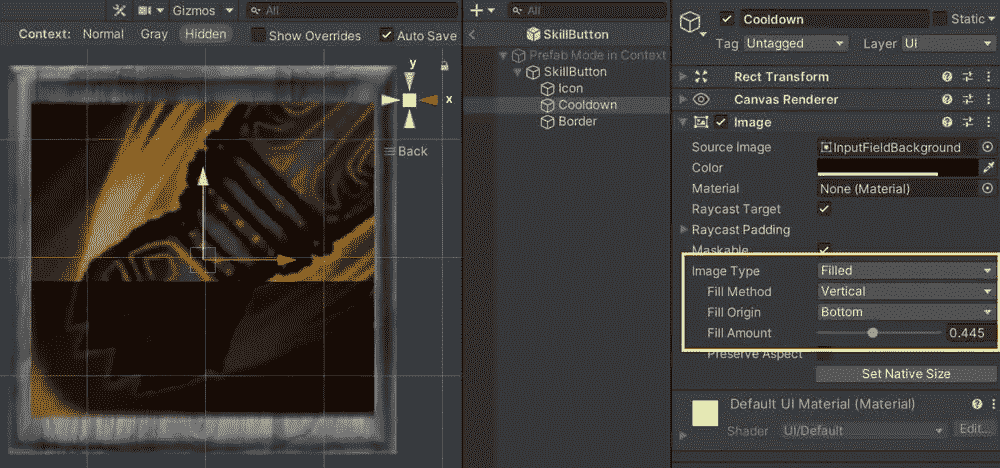 Gizmos
All
Context:
Normal
Gray
Hidden
Show Overrides
Auto Save
y
x
Back
All
SkillButton
Prefab Mode in Context
SkillButton
Icon
Cooldown
Border
Cooldown
Static
Tag
Untagged
Layer
UI
Rect Transform
Canvas Renderer
Image
Source Image
InputFieldBackground
Color
Material
None (Material)
Raycast Target
Raycast Padding
Maskable
Image Type
Filled
Fill Method
Vertical
Fill Origin
Bottom
Fill Amount
0.445
Preserve Aspect
Set Native Size
Default UI Material (Material)
Shader
UI/Default
Edit...